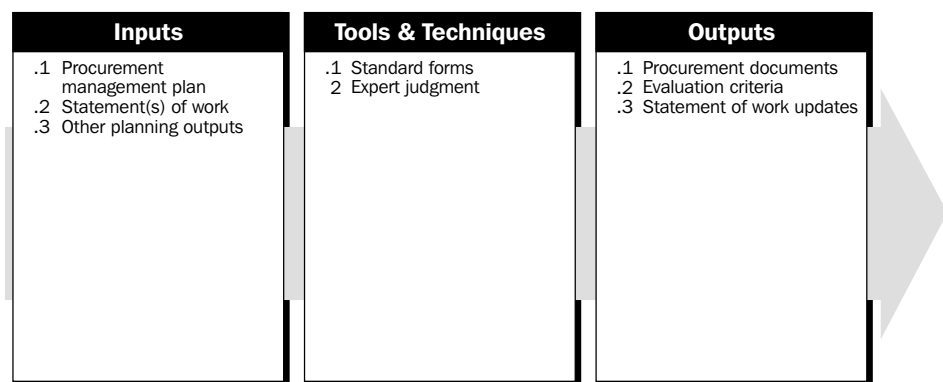 Inputs
.1 Procurement
management plan
.2 Statement(s) of work
.3 Other planning outputs
Tools & Techniques
.1 Standard forms
2 Expert judgment
Outputs
.1 Procurement documents
.2 Evaluation criteria
.3 Statement of work updates